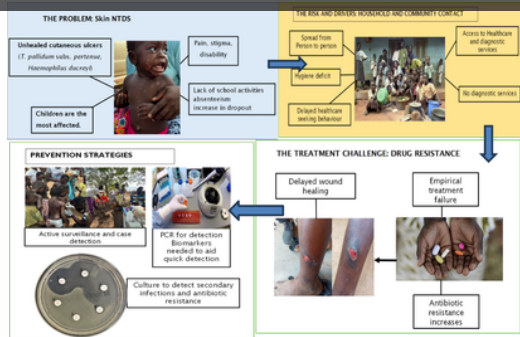 THE PROBLEM: Skin NTDS
Unhealed cutaneous ulcers
(T. pallidum subs. pertenue,
Haemophilus ducreyi)
Pain, stigma,
disability
Lack of school activities
absenteeism
increase in dropout
Children are the
most affected.
THE RISK AND DRIVERS: HOUSEHOLD AND COMMUNITY CONTACT
Spread from
Person to person
Access to Healthcare
and diagnostic
services
Hygiene deficit
No diagnostic services
Delayed healthcare
seeking behaviour
THE TREATMENT CHALLENGE: DRUG RESISTANCE
Delayed wound
healing
Empirical
treatment
failure
Antibiotic
resistance
increases
PREVENTION STRATEGIES
Active surveillance and case
detection
PCR for detection
Biomarkers
needed to aid
quick detection
Culture to detect secondary
infections and antibiotic
resistance